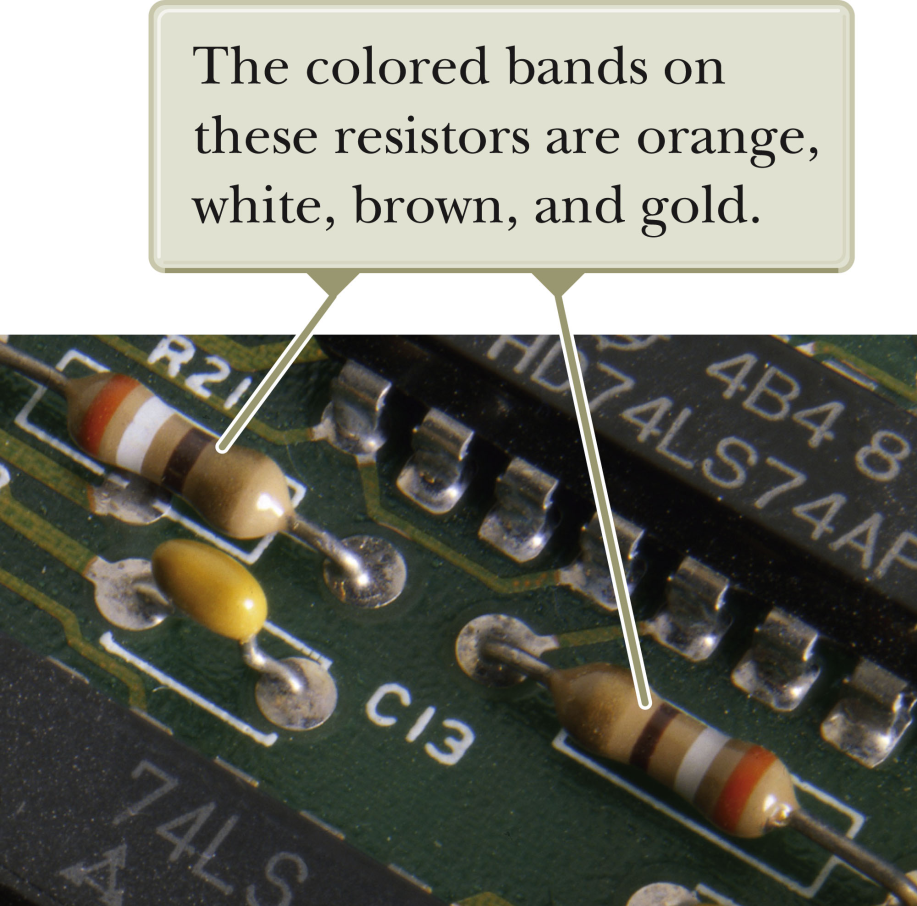 The colored bands on
these resistors are orange,
white, brown, and gold.
R21
4B4 8
HD74LS74AP
C13
74LS